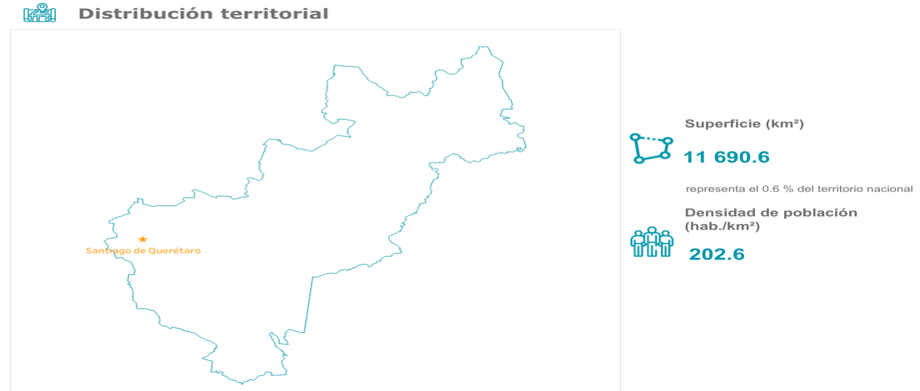 Distribución territorial
Santiago de Querétaro
Superficie (km²)
11 690.6
representa el 0.6 % del territorio nacional
Densidad de población
(hab./km²)
202.6